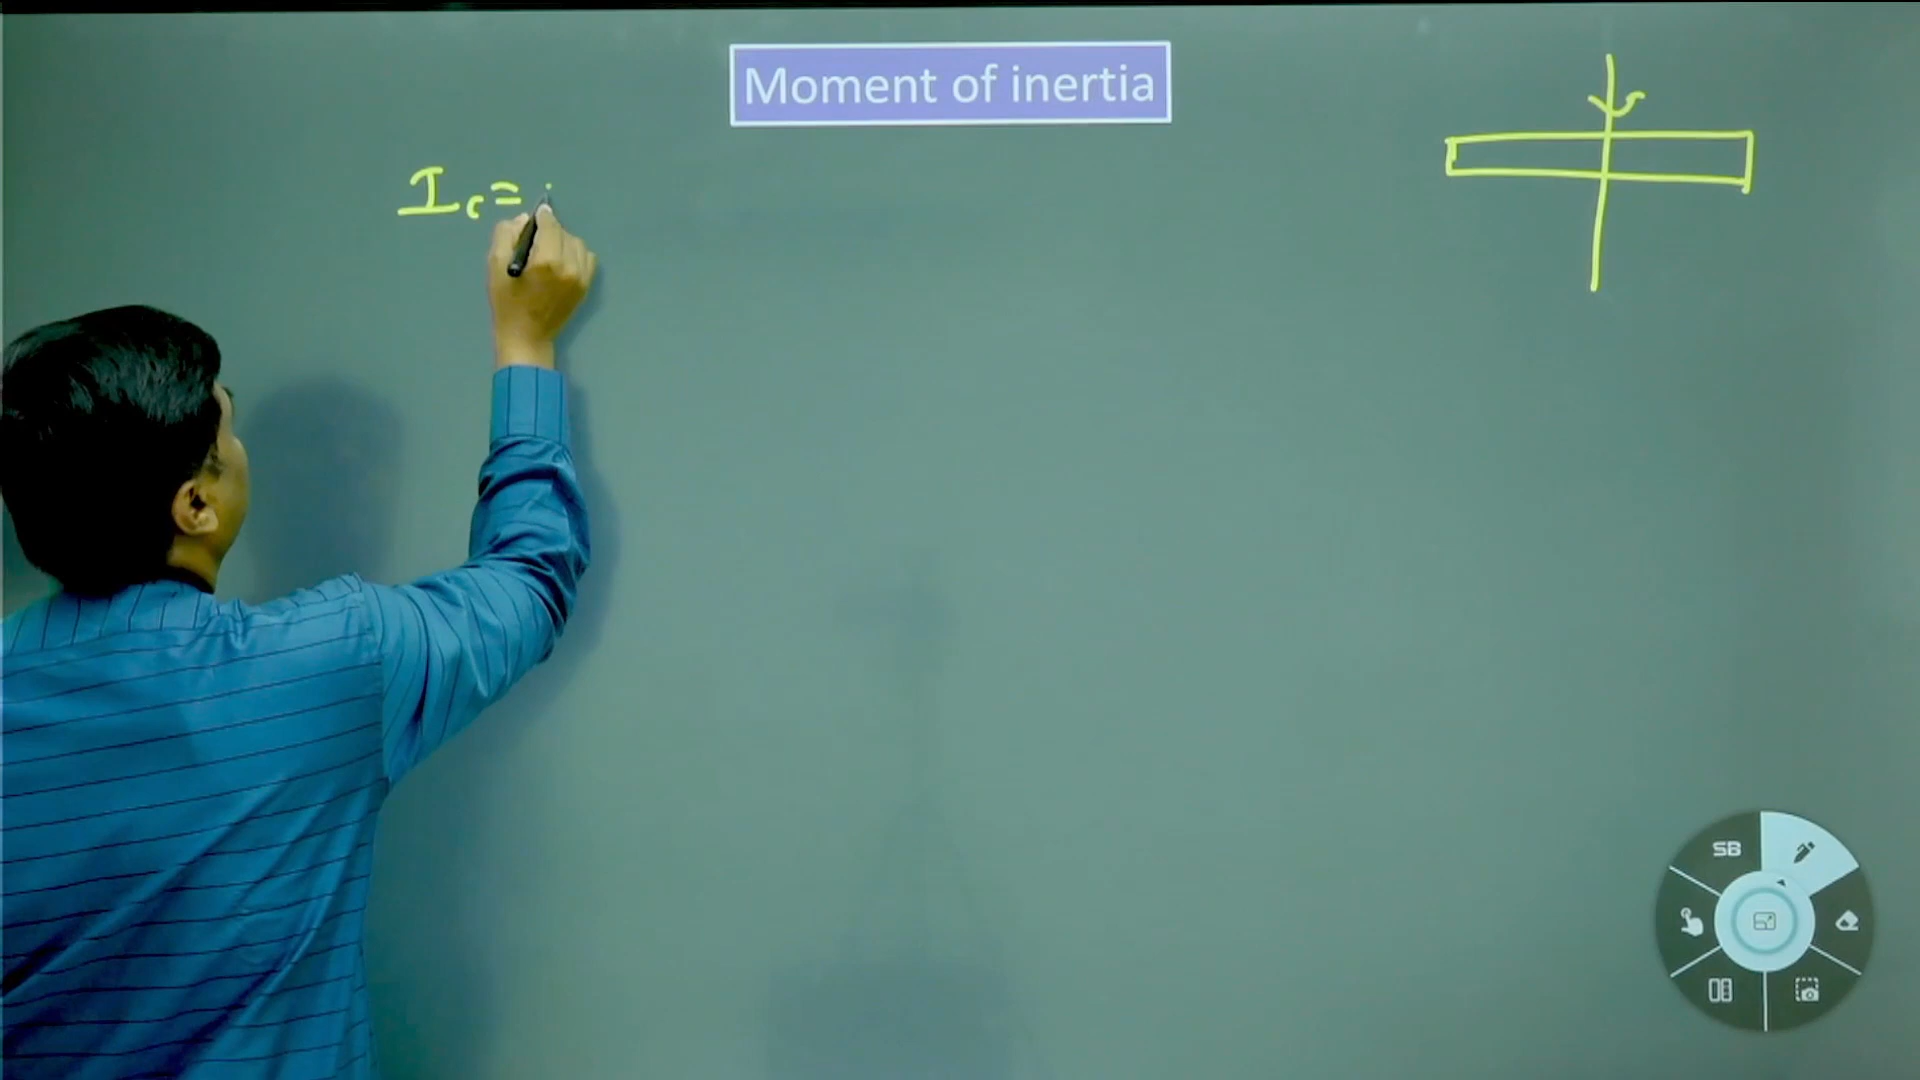 Moment of inertia
I_c =
SB